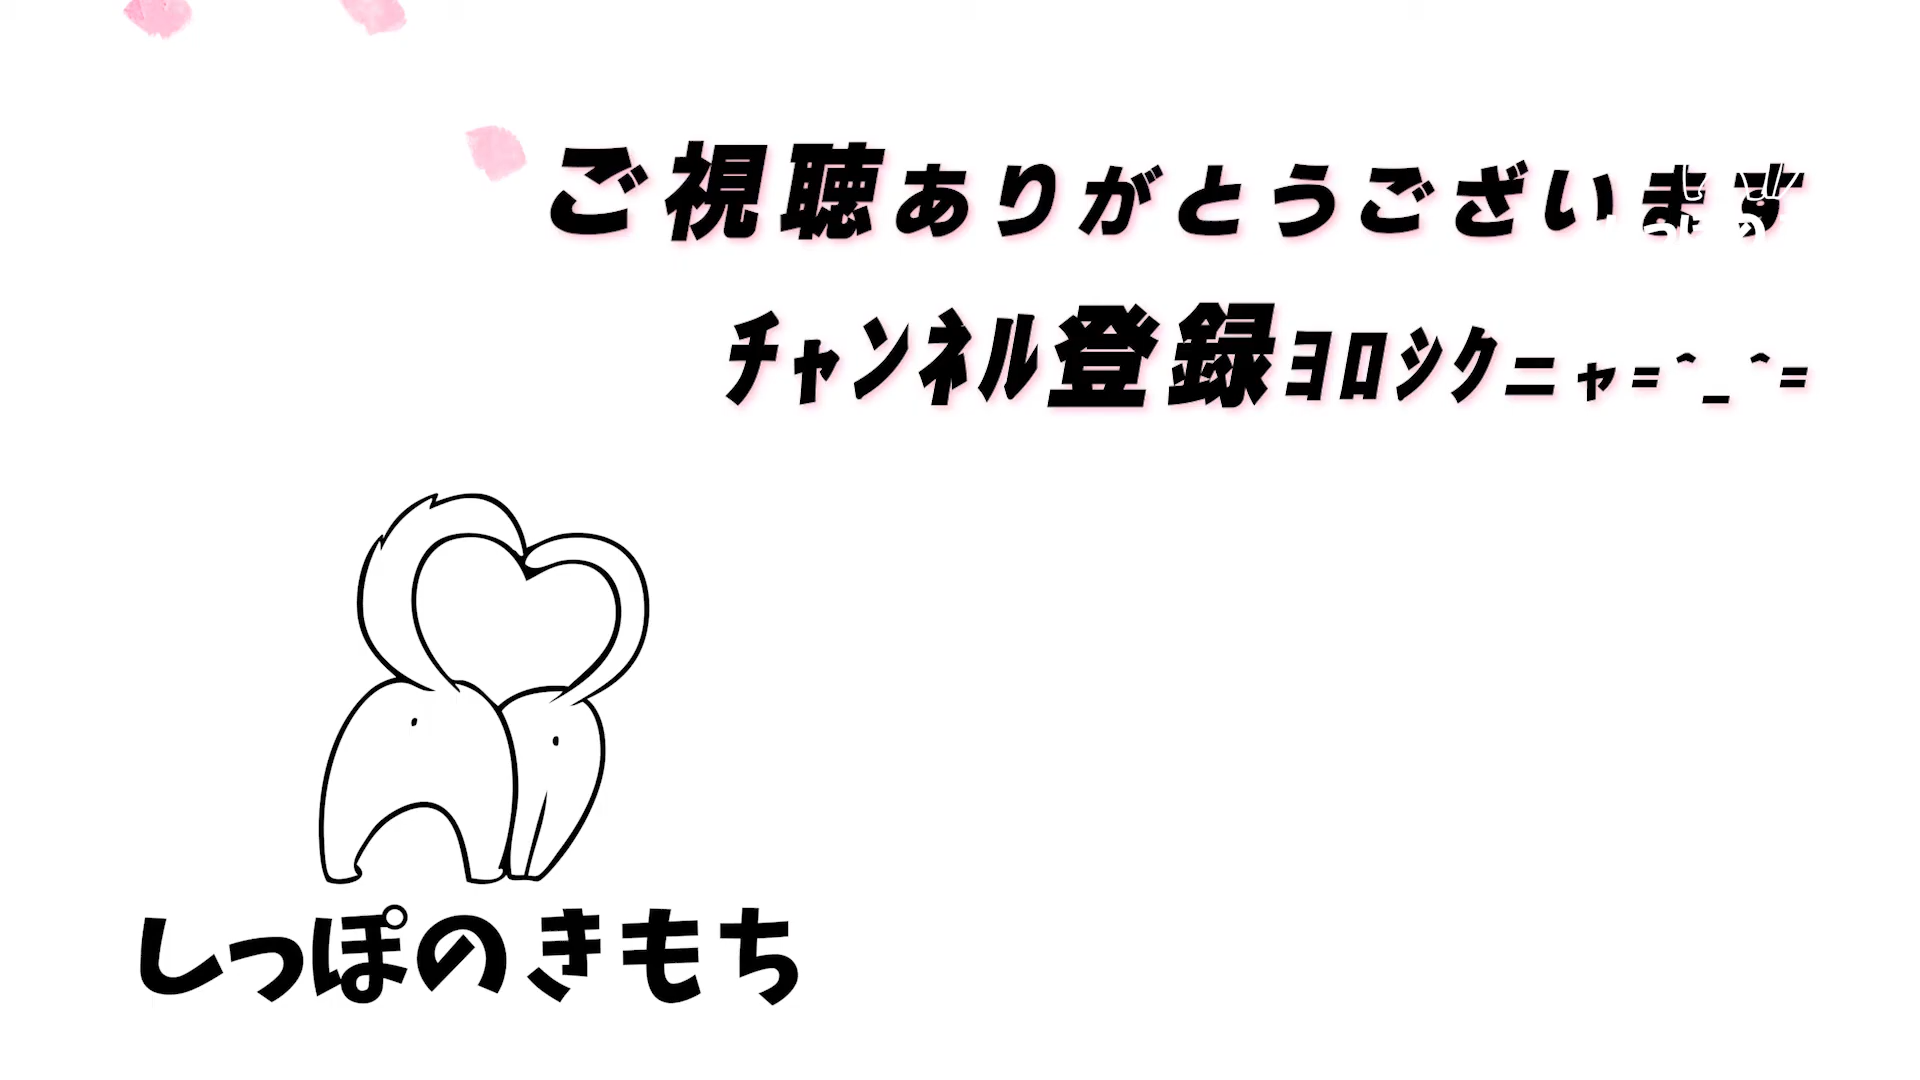 ご視聴ありがとうございます
ﾁｬﾝﾈﾙ登録ﾖﾛｼｸニャ=^_^=
しっぽのきもち